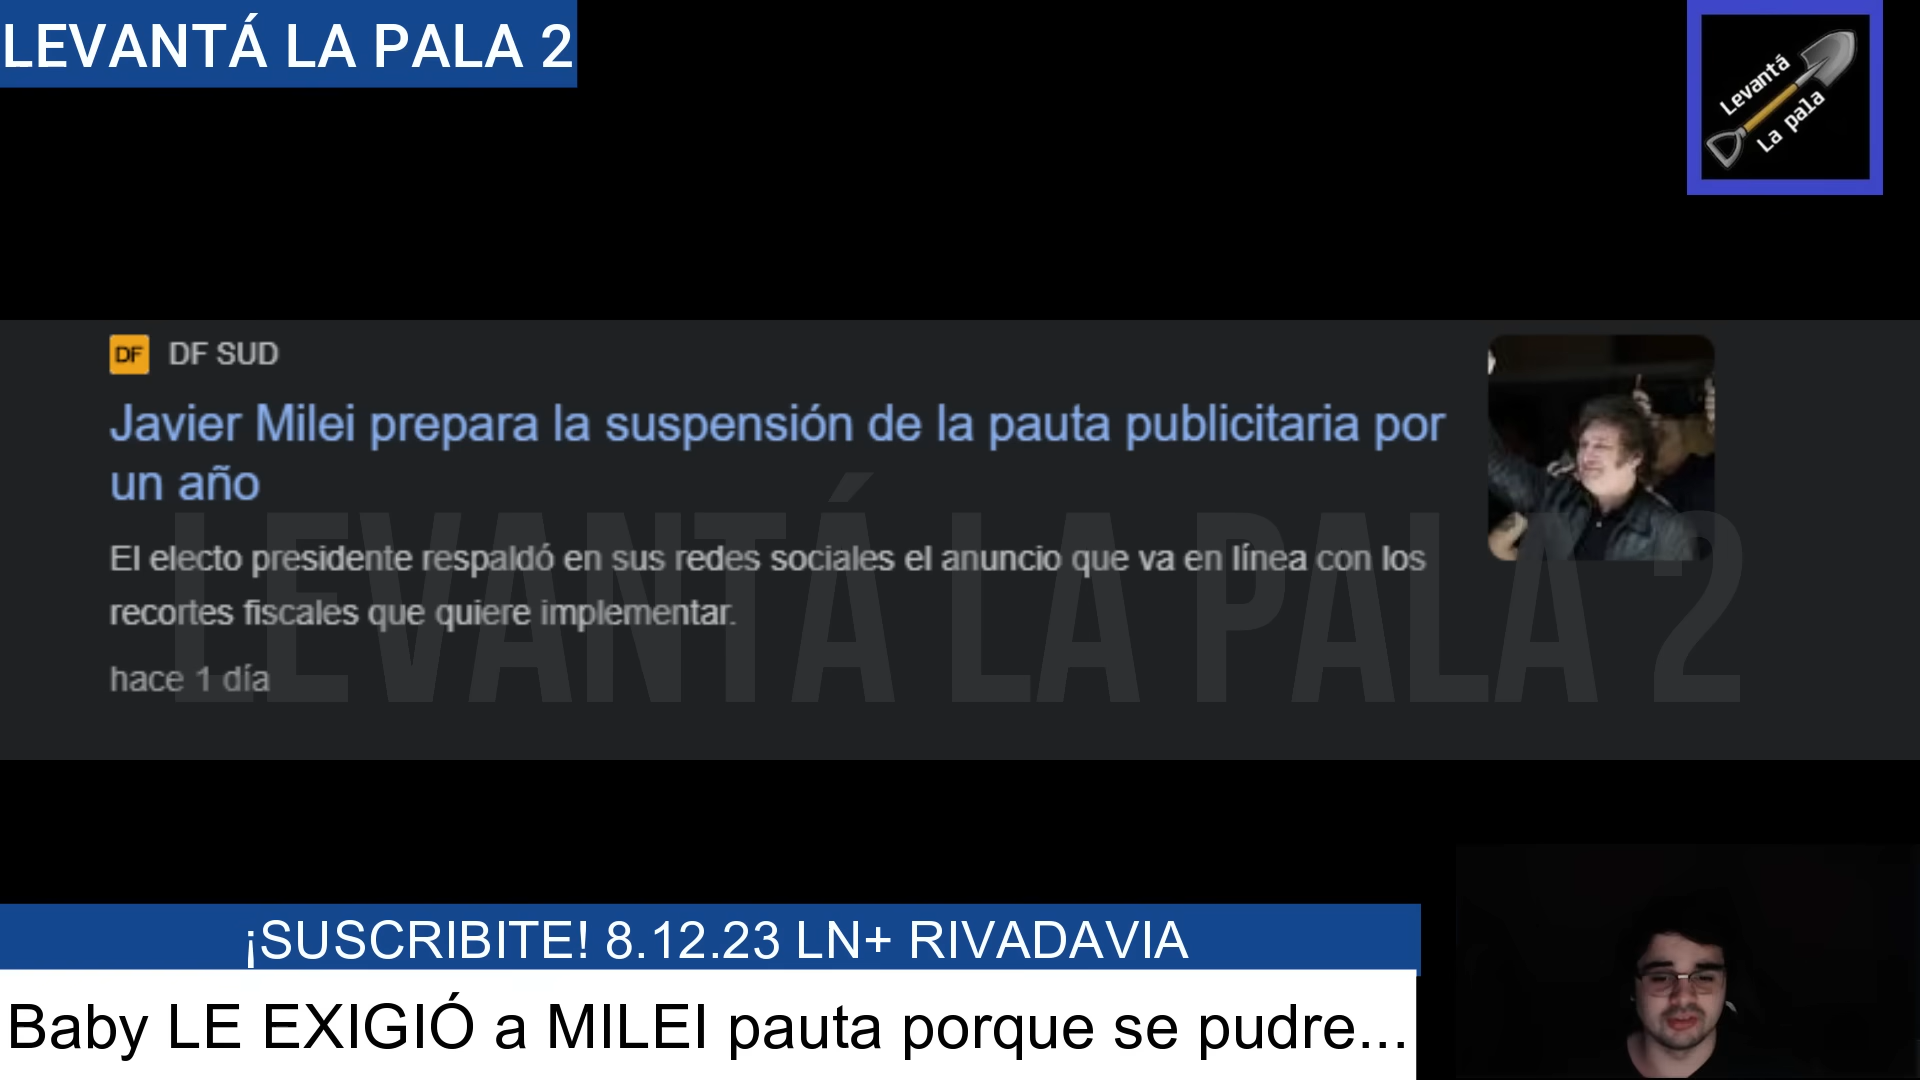 LEVANTÁ LA PALA 2
Levantá
La pala
DF DF SUD
Javier Milei prepara la suspensión de la pauta publicitaria por
un año
El electo presidente respaldó en sus redes sociales el anuncio que va en línea con los
recortes fiscales que quiere implementar.
hace 1 día
LEVANTÁ LA PALA 2
¡SUSCRIBITE! 8.12.23 LN+ RIVADAVIA
Baby LE EXIGIÓ a MILEI pauta porque se pudre...